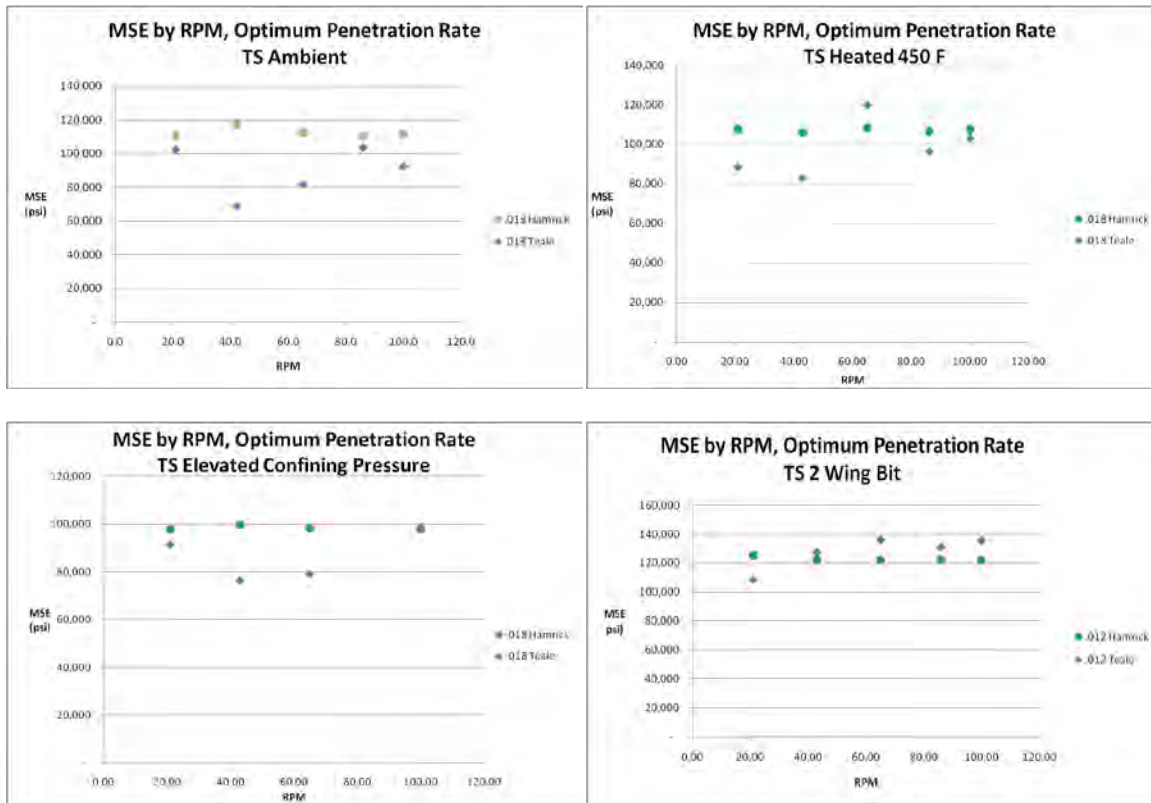 MSE by RPM, Optimum Penetration Rate
TS Ambient
140,000
120,000
100,000
80,000
60,000
40,000
20,000
-
MSE
(psi)
0.0 20.0 40.0 60.0 80.0 100.0 120.0
RPM
.018 Hamrick
.018 Teale
MSE by RPM, Optimum Penetration Rate
TS Heated 450 F
140,000
120,000
100,000
80,000
60,000
40,000
20,000
-
MSE
(psi)
0.00 20.00 40.00 60.00 80.00 100.00 120.00
RPM
.018 Hamrick
.018 Teale
MSE by RPM, Optimum Penetration Rate
TS Elevated Confining Pressure
120,000
100,000
80,000
60,000
40,000
20,000
-
MSE
(psi)
0.00 20.00 40.00 60.00 80.00 100.00 120.00
RPM
.018 Hamrick
.018 Teale
MSE by RPM, Optimum Penetration Rate
TS 2 Wing Bit
160,000
140,000
120,000
100,000
80,000
60,000
40,000
20,000
-
MSE
psi)
0.00 20.00 40.00 60.00 80.00 100.00 120.00
RPM
.012 Hamrick
.012 Teale